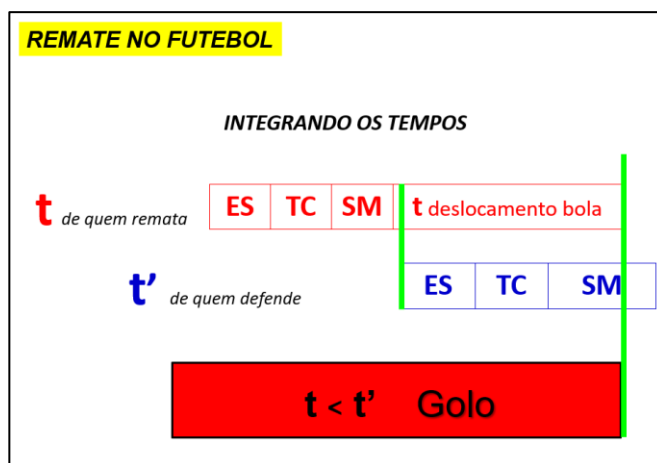 REMATE NO FUTEBOL
INTEGRANDO OS TEMPOS
t de quem remata ES TC SM t deslocamento bola
t' de quem defende ES TC SM
t < t' Golo